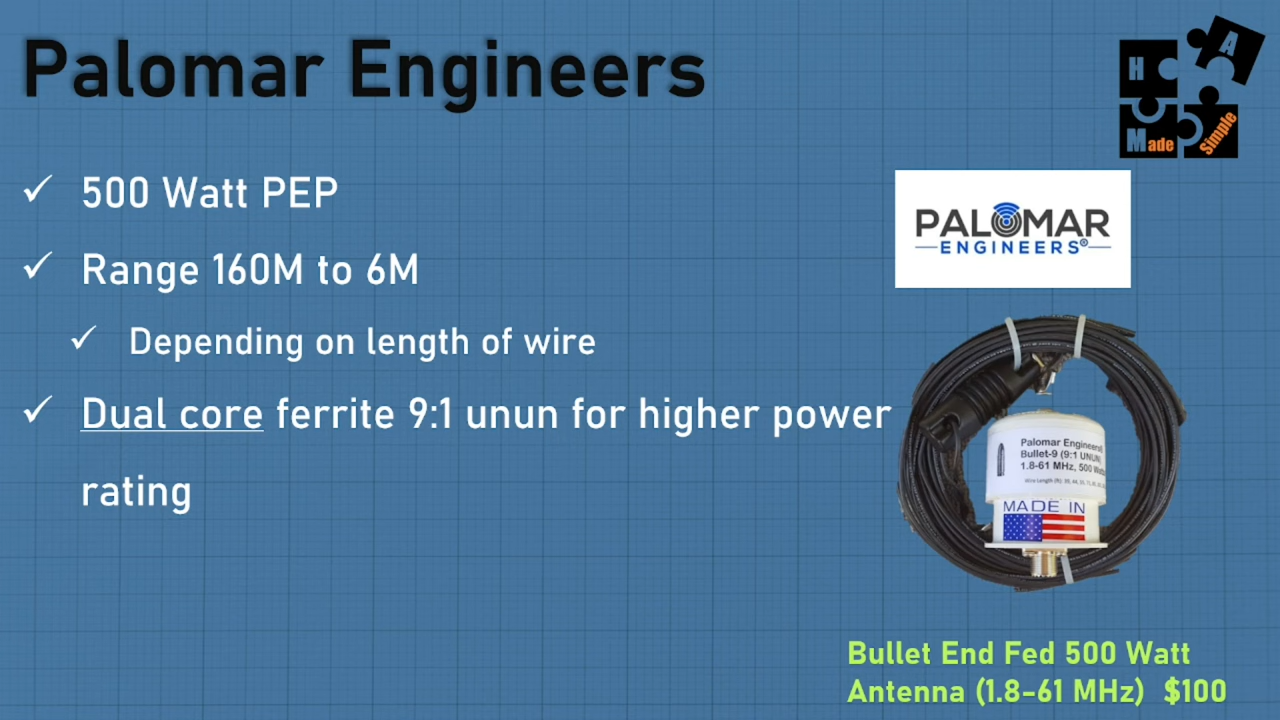 Palomar Engineers
H A
Made Simple
500 Watt PEP
Range 160M to 6M
Depending on length of wire
Dual core ferrite 9:1 unun for higher power
rating
PALOMAR
ENGINEERS®
Palomar Engineers
Bullet-9 (9:1 UNUN)
1.8-61 MHz, 500 Watts
MADE IN
Bullet End Fed 500 Watt
Antenna (1.8-61 MHz) $100